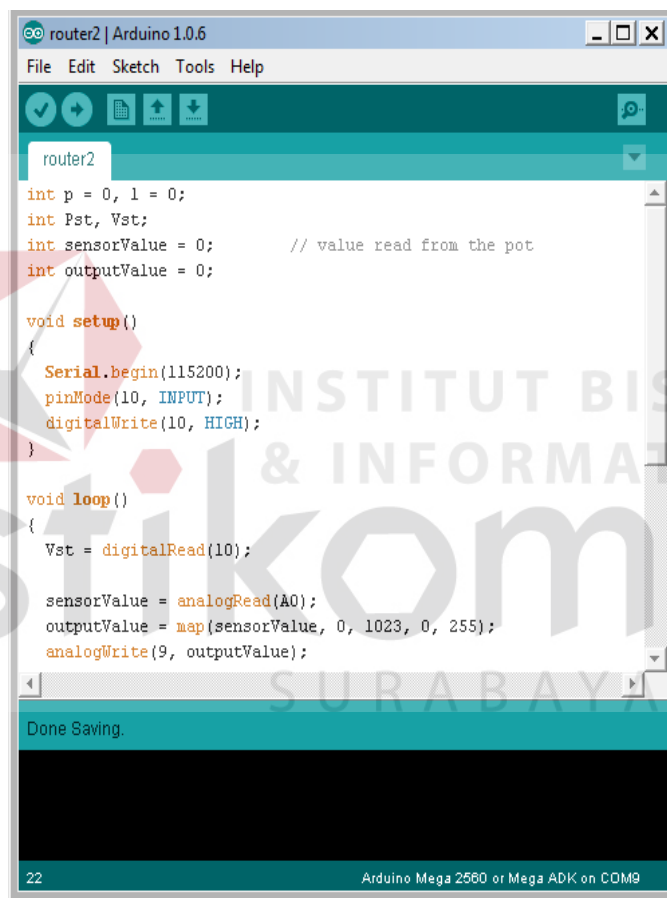 router2 | Arduino 1.0.6
File Edit Sketch Tools Help
router2
int p = 0, l = 0;
int Pst, Vst;
int sensorValue = 0; // value read from the pot
int outputValue = 0;
void setup()
{
Serial.begin(115200);
pinMode(10, INPUT);
digitalWrite(10, HIGH);
}
void loop()
{
Vst = digitalRead(10);
sensorValue = analogRead(A0);
outputValue = map(sensorValue, 0, 1023, 0, 255);
analogWrite(9, outputValue);
Done Saving.
22 Arduino Mega 2560 or Mega ADK on COM9
INSTITUT BIS
& INFORMAT
stikom
SURABAYA